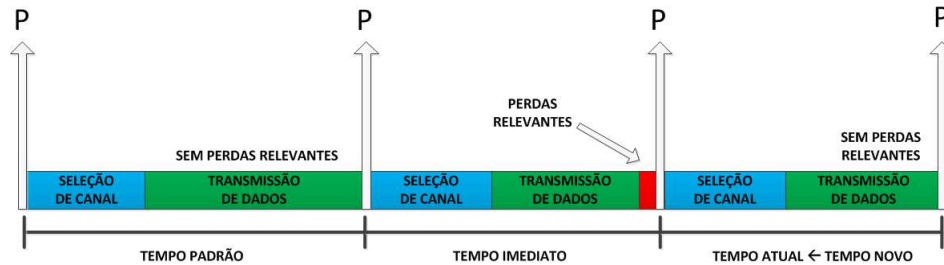 P
P
P
P
PERDAS
RELEVANTES
SEM PERDAS RELEVANTES
SEM PERDAS
RELEVANTES
SELEÇÃO
DE CANAL
TRANSMISSÃO
DE DADOS
SELEÇÃO
DE CANAL
TRANSMISSÃO
DE DADOS
SELEÇÃO
DE CANAL
TRANSMISSÃO
DE DADOS
TEMPO PADRÃO
TEMPO IMEDIATO
TEMPO ATUAL ← TEMPO NOVO